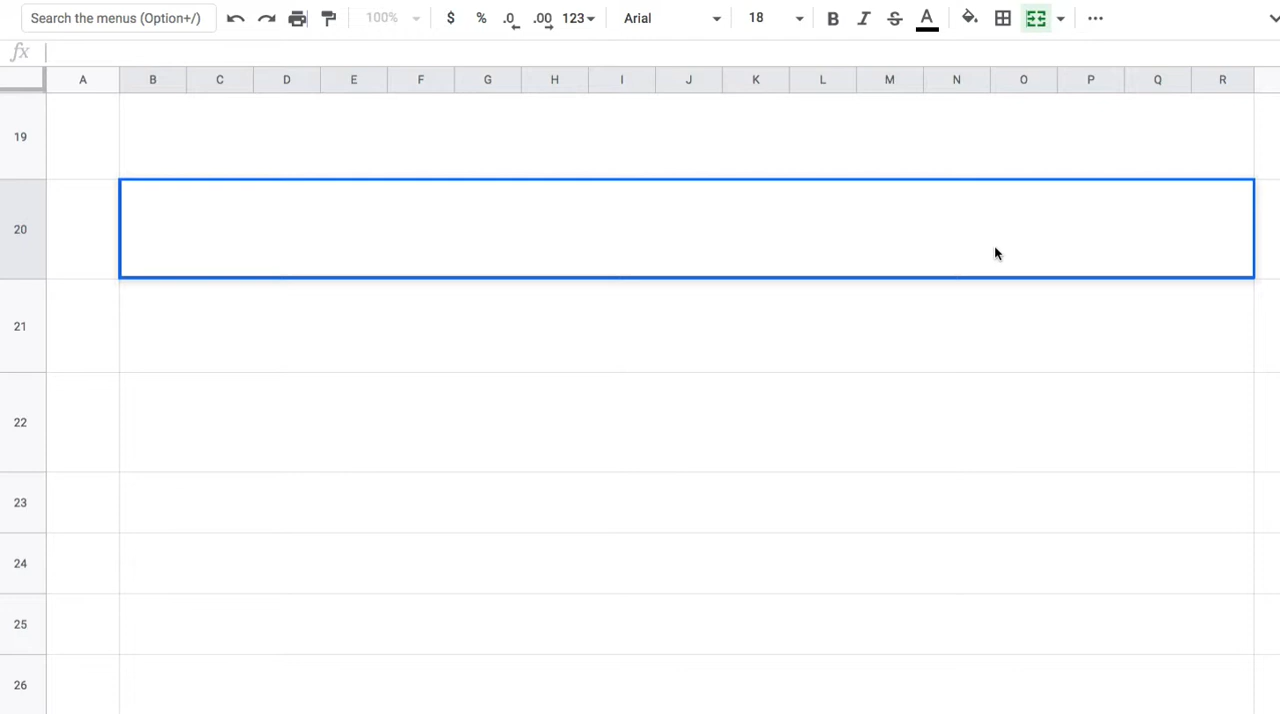 Search the menus (Option+/) 100% $ % .0 .00 123 Arial 18 B I S A
fx
A B C D E F G H I J K L M N O P Q R
19
20
21
22
23
24
25
26